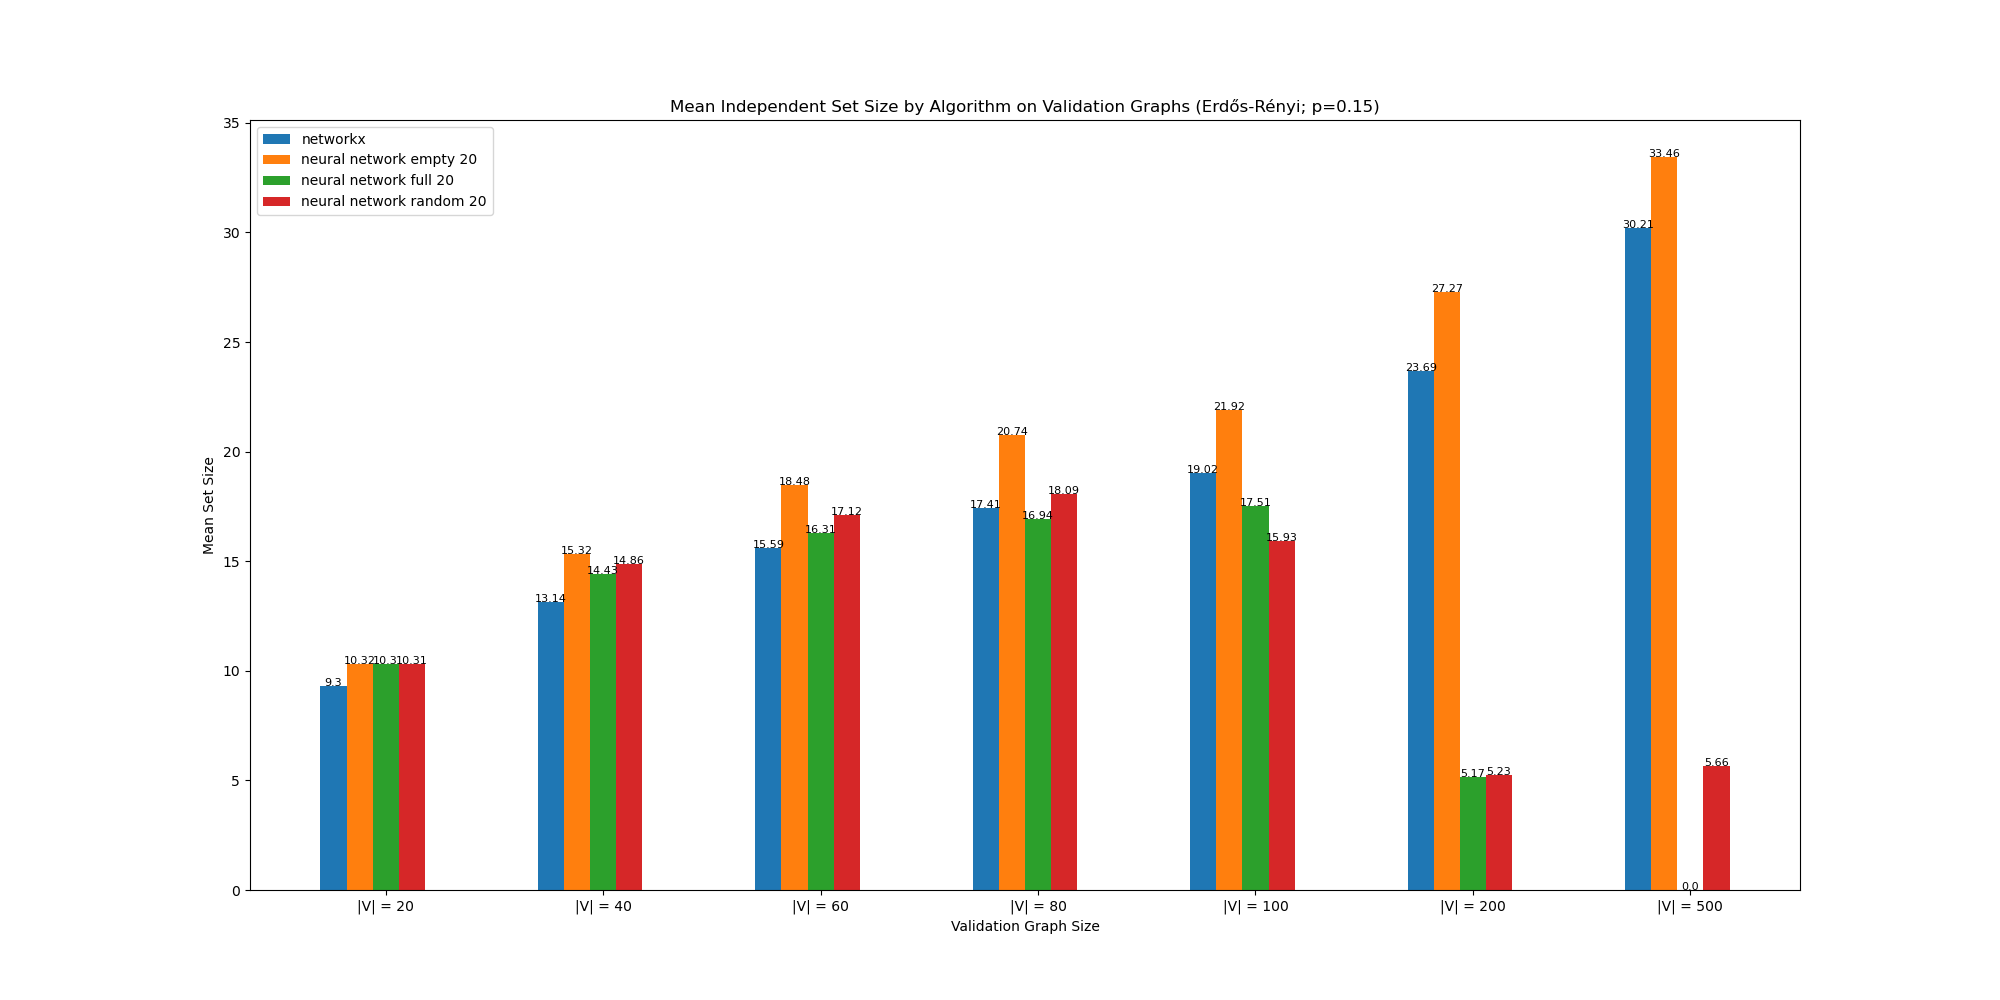 Mean Independent Set Size by Algorithm on Validation Graphs (Erdős-Rényi; p=0.15)
networkx
neural network empty 20
neural network full 20
neural network random 20
Mean Set Size
35
30
25
20
15
10
5
0
9.3 10.32 10.3 10.31
13.14 15.32 14.43 14.86
15.59 18.48 16.31 17.12
17.41 20.74 16.94 18.09
19.02 21.92 17.51 15.93
23.69 27.27 5.17 5.23
30.21 33.46 0.0 5.66
|V| = 20 |V| = 40 |V| = 60 |V| = 80 |V| = 100 |V| = 200 |V| = 500
Validation Graph Size